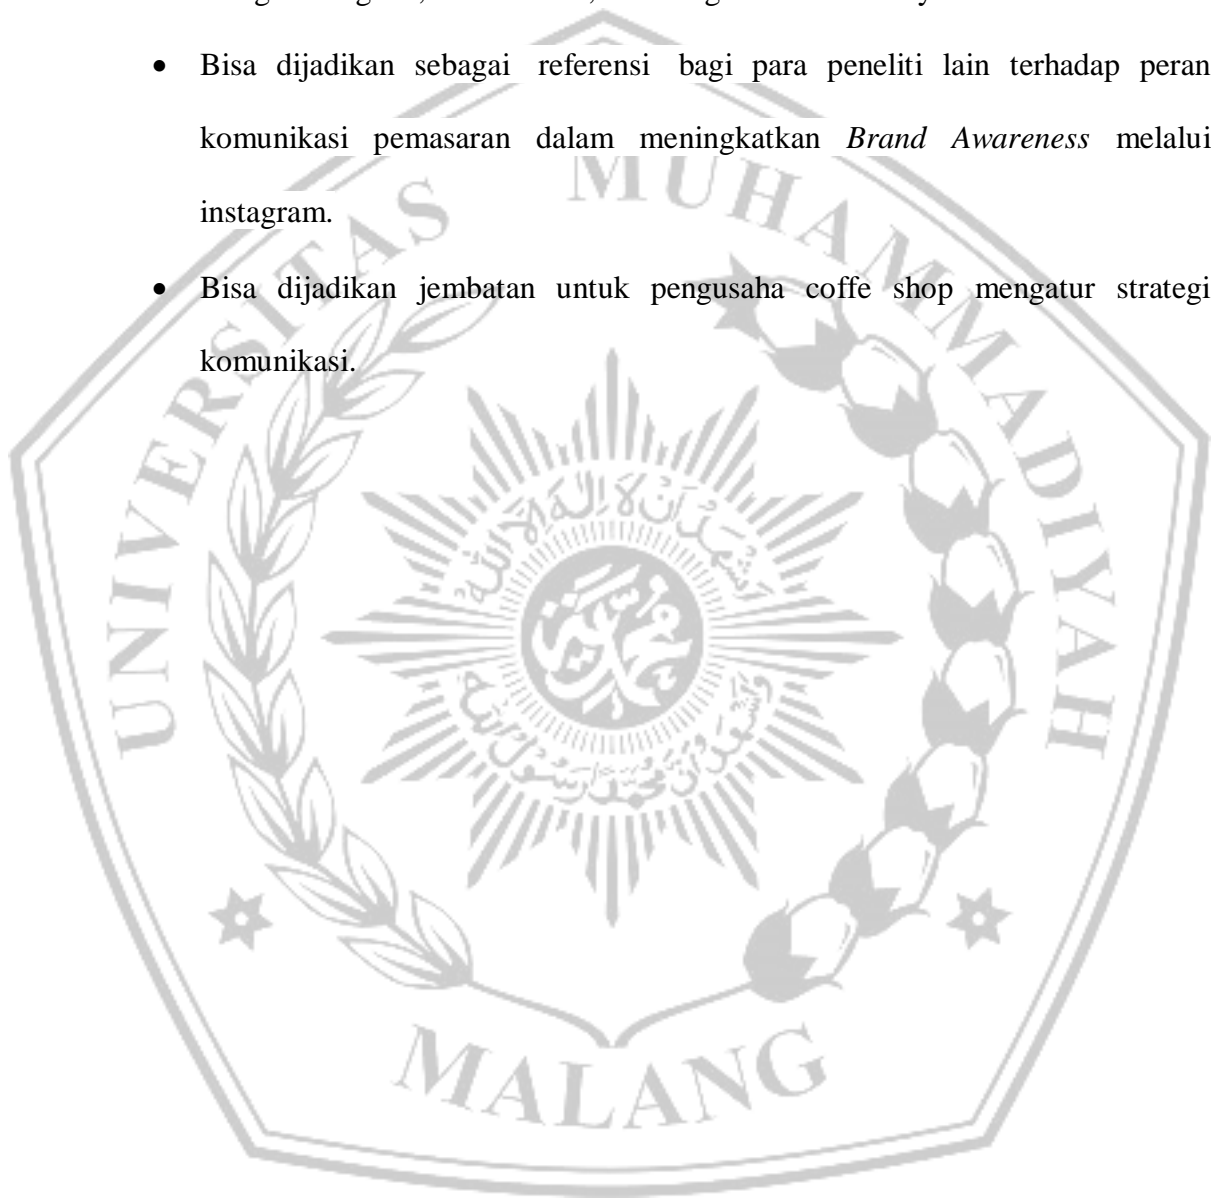 • Bisa dijadikan sebagai referensi bagi para peneliti lain terhadap peran
komunikasi pemasaran dalam meningkatkan Brand Awareness melalui
instagram.
• Bisa dijadikan jembatan untuk pengusaha coffe shop mengatur strategi
komunikasi.
UNIVERSITAS MUHAMMADIYAH
MALANG